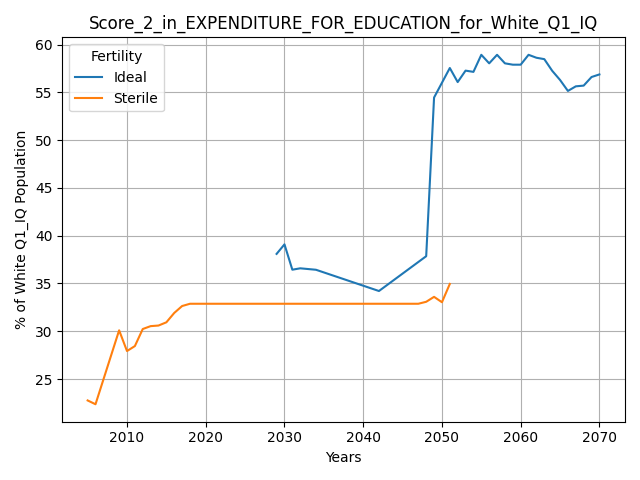 Score_2_in_EXPENDITURE_FOR_EDUCATION_for_White_Q1_IQ
Fertility
Ideal
Sterile
% of White Q1_IQ Population
60
55
50
45
40
35
30
25
2010
2020
2030
2040
2050
2060
2070
Years